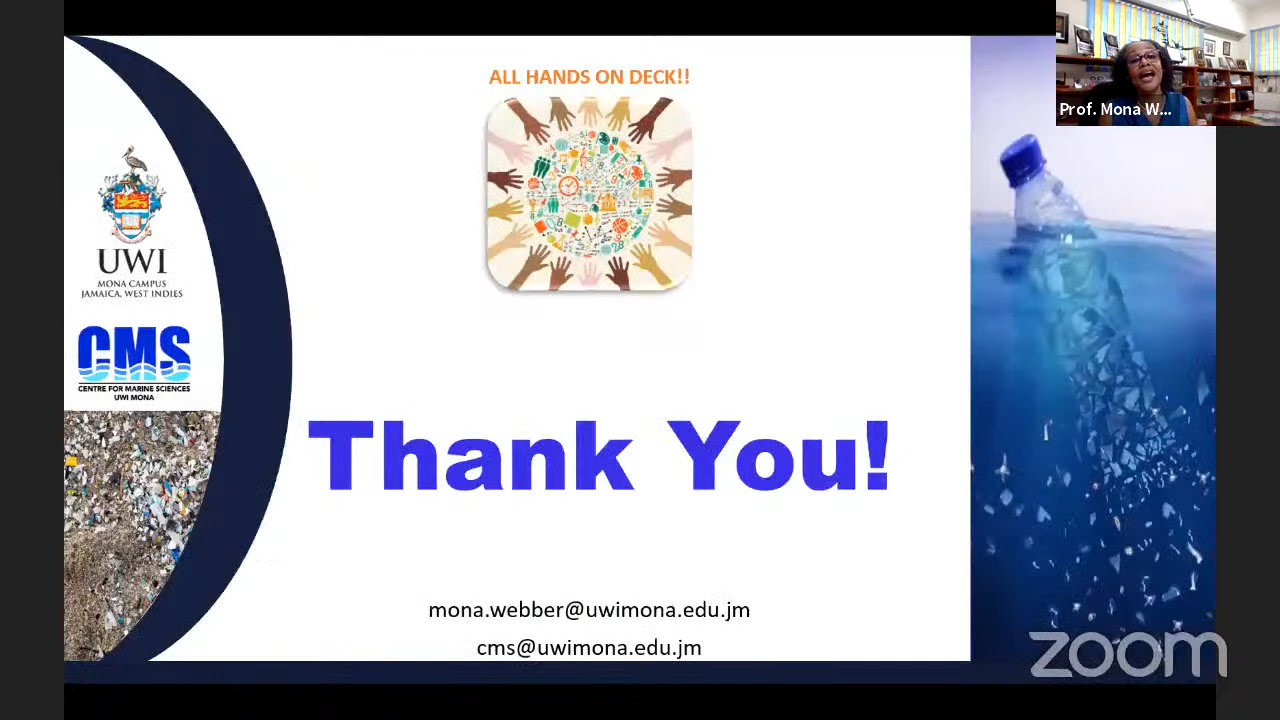 ALL HANDS ON DECK!!
Prof. Mona W...
UWI
MONA CAMPUS
JAMAICA, WEST INDIES
CMS
CENTRE FOR MARINE SCIENCES
UWI MONA
Thank You!
mona.webber@uwimona.edu.jm
cms@uwimona.edu.jm
zoom